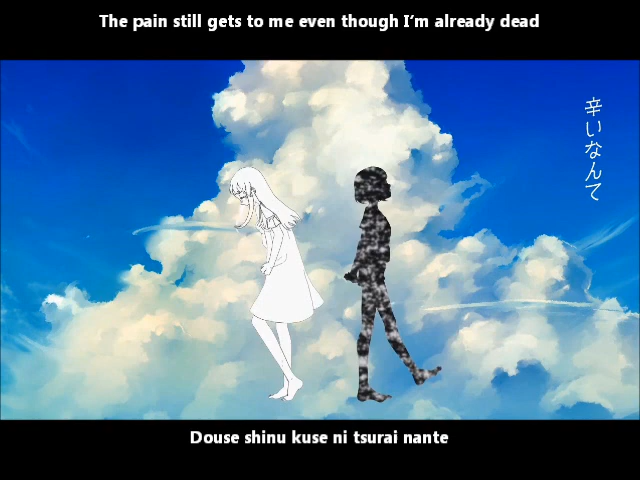 The pain still gets to me even though I’m already dead
辛いなんて
Douse shinu kuse ni tsurai nante